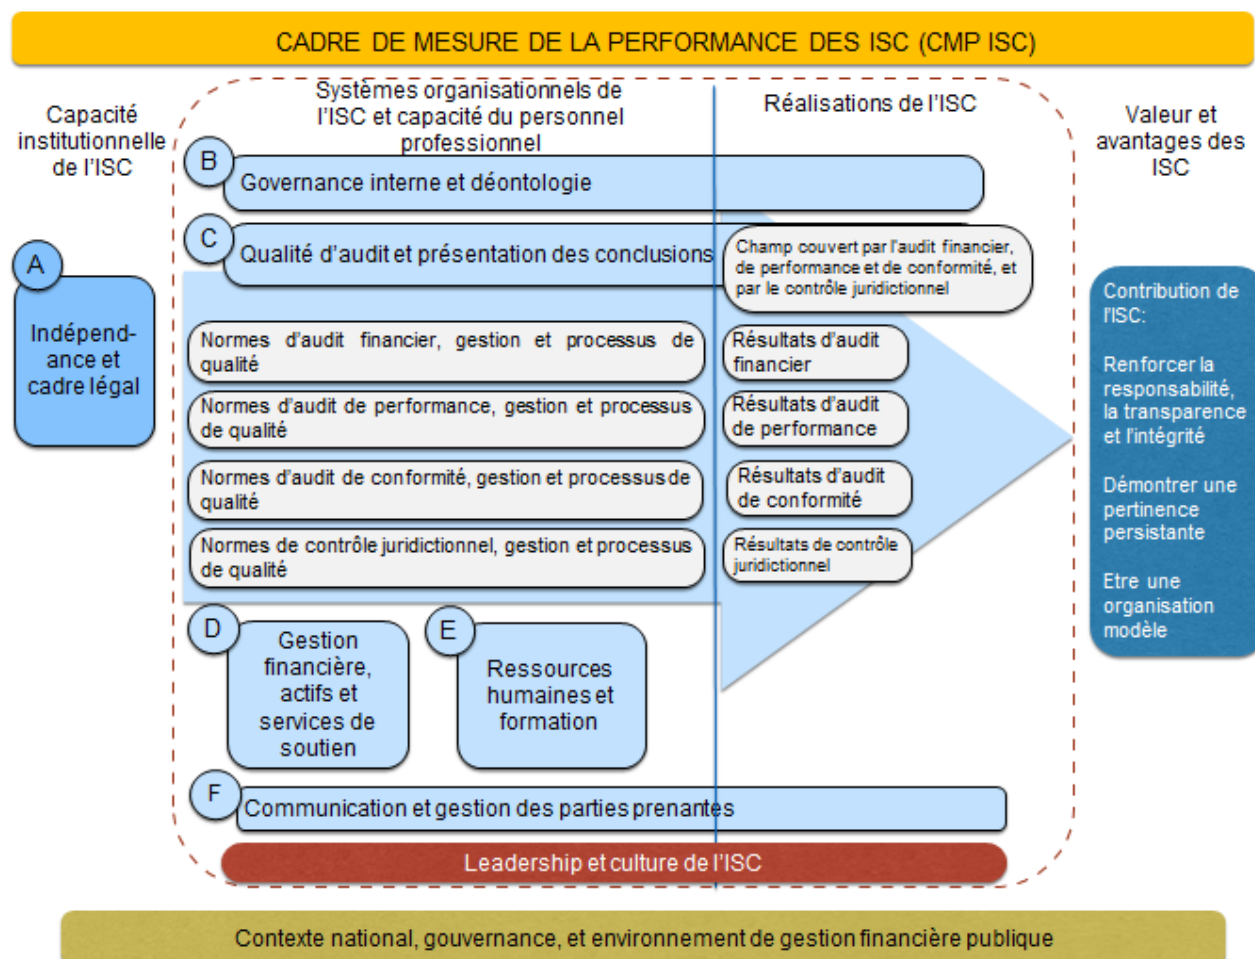 CADRE DE MESURE DE LA PERFORMANCE DES ISC (CMP ISC)
Capacité
institutionnelle
de l'ISC
Systèmes organisationnels de
l'ISC et capacité du personnel
professionnel
Réalisations de l'ISC
Valeur et
avantages des
ISC
B
Governance interne et déontologie
C
Qualité d'audit et présentation des conclusions
Champ couvert par l'audit financier,
de performance et de conformité, et
par le contrôle juridictionnel
A
Indépend-
ance et
cadre légal
Normes d'audit financier, gestion et processus de
qualité
Résultats d'audit
financier
Normes d'audit de performance, gestion et processus
de qualité
Résultats d'audit
de performance
Normes d'audit de conformité, gestion et processus de
qualité
Résultats d'audit
de conformité
Normes de contrôle juridictionnel, gestion et processus
de qualité
Résultats de contrôle
juridictionnel
Contribution de
l'ISC:
Renforcer la
responsabilité,
la transparence
et l'intégrité
Démontrer une
pertinence
persistante
Etre une
organisation
modèle
D
Gestion
financière,
actifs et
services de
soutien
E
Ressources
humaines et
formation
F
Communication et gestion des parties prenantes
Leadership et culture de l'ISC
Contexte national, gouvernance, et environnement de gestion financière publique